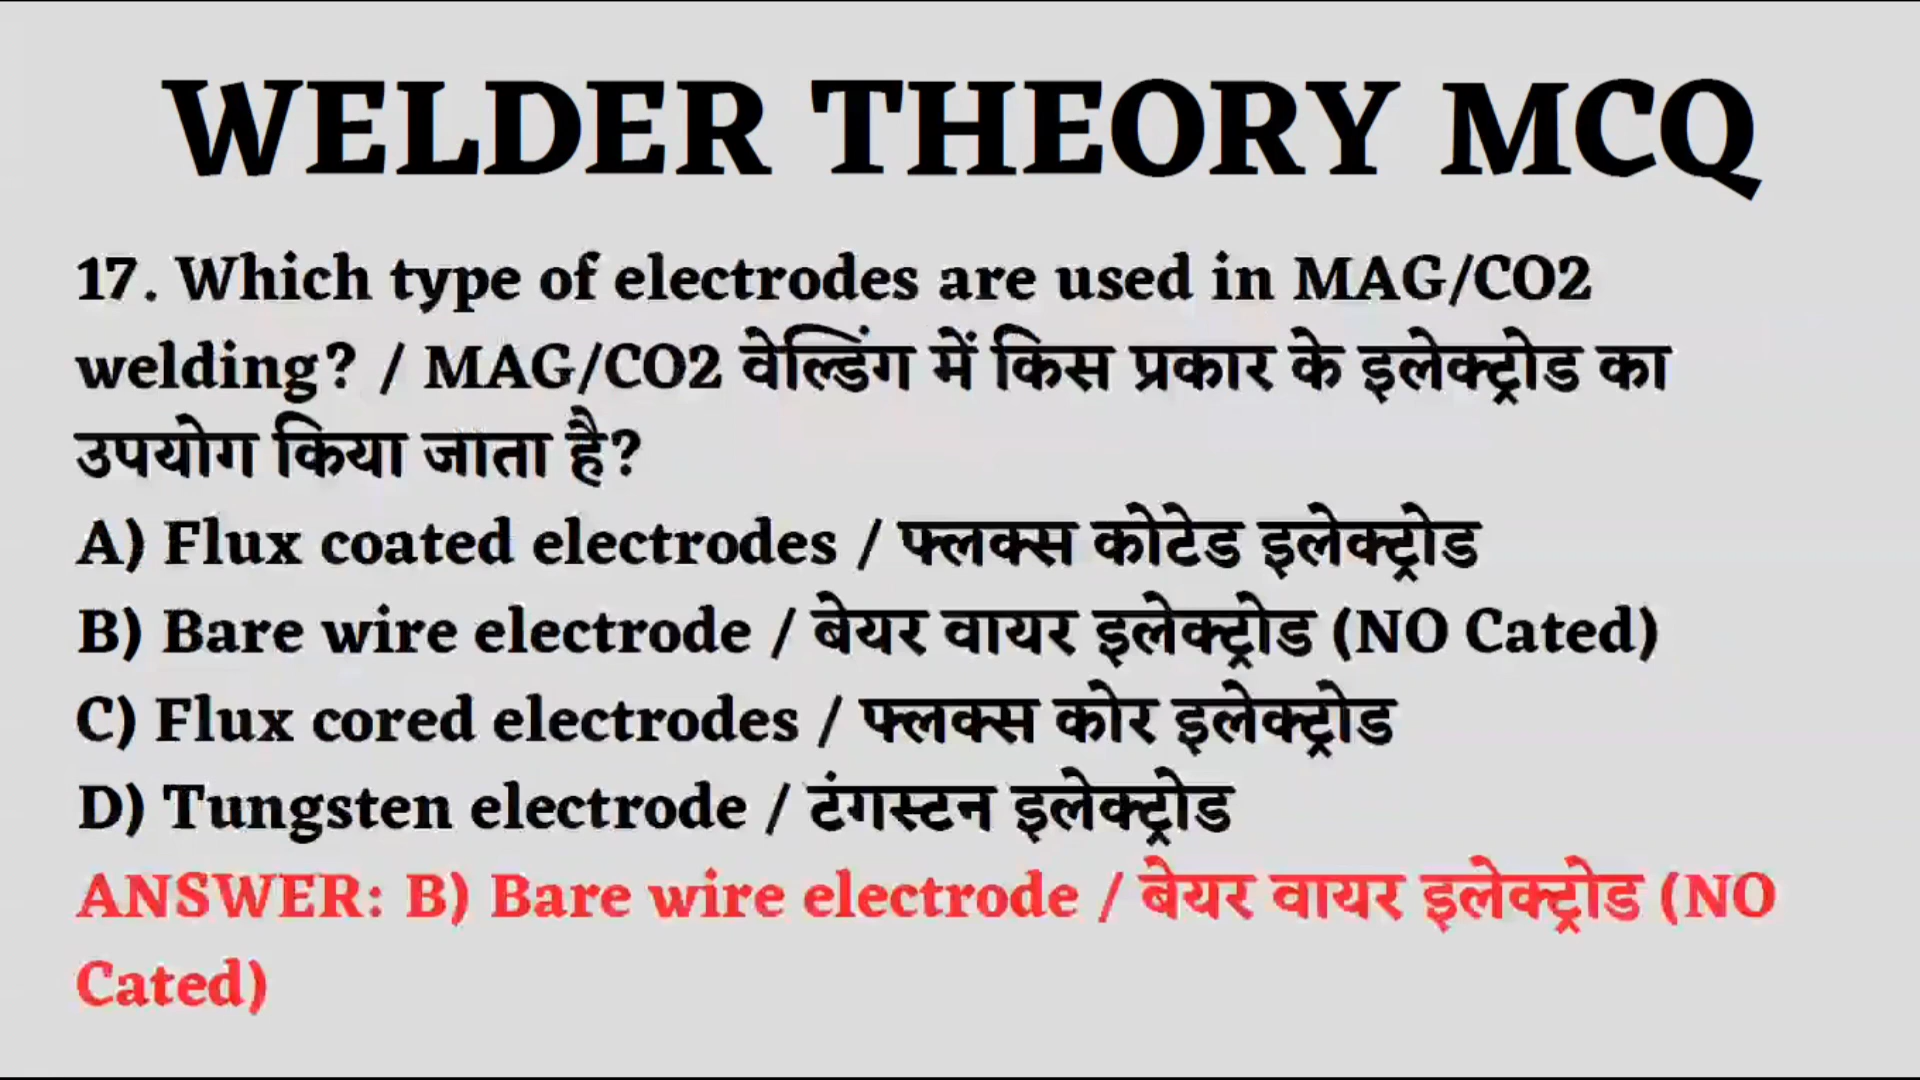 WELDER THEORY MCQ
17. Which type of electrodes are used in MAG/CO2
welding? / MAG/CO2 वेल्डिंग में किस प्रकार के इलेक्ट्रोड का
उपयोग किया जाता है?
A) Flux coated electrodes / फ्लक्स कोटेड इलेक्ट्रोड
B) Bare wire electrode / बेयर वायर इलेक्ट्रोड (NO Cated)
C) Flux cored electrodes / फ्लक्स कोर इलेक्ट्रोड
D) Tungsten electrode / टंगस्टन इलेक्ट्रोड
ANSWER: B) Bare wire electrode / बेयर वायर इलेक्ट्रोड (NO
Cated)